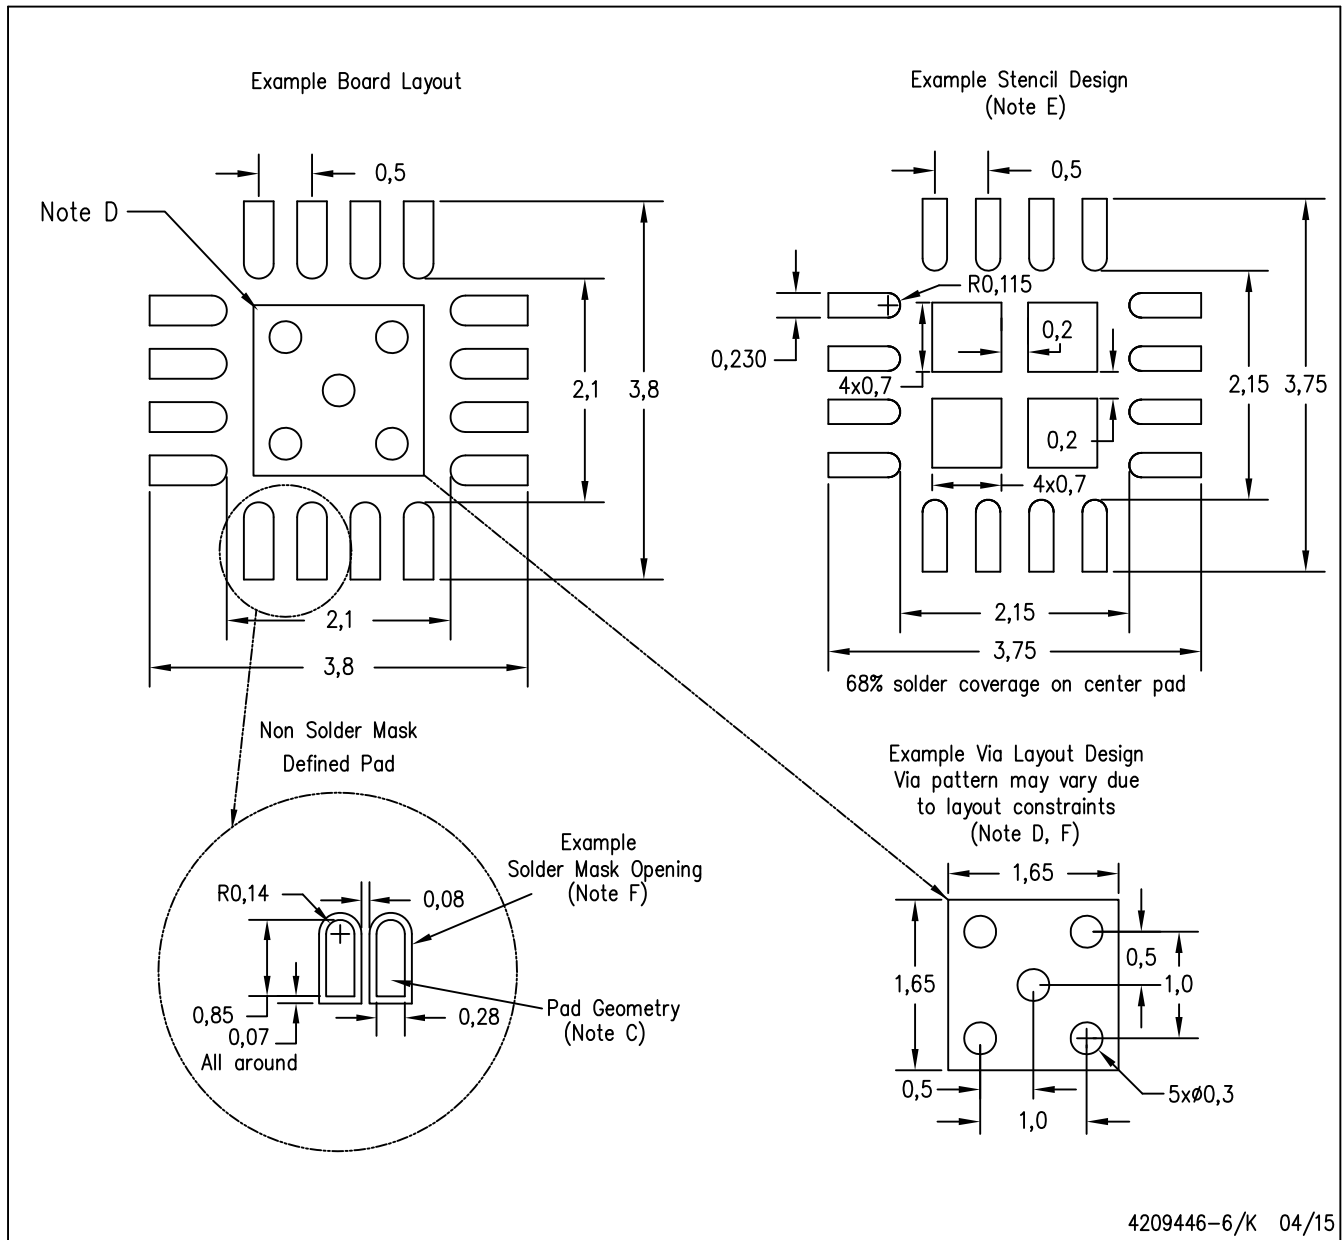 Example Board Layout
0,5
Note D
2,1
3,8
2,1
3,8
Example Stencil Design
(Note E)
0,5
R0,115
0,230
0,2
4x0,7
2,15
3,75
0,2
4x0,7
2,15
3,75
68% solder coverage on center pad
Non Solder Mask
Defined Pad
Example
Solder Mask Opening
(Note F)
R0,14
0,08
0,85
0,07
All around
0,28
Pad Geometry
(Note C)
Example Via Layout Design
Via pattern may vary due
to layout constraints
(Note D, F)
1,65
1,65
0,5
1,0
0,5
1,0
5xø0,3
4209446-6/K 04/15